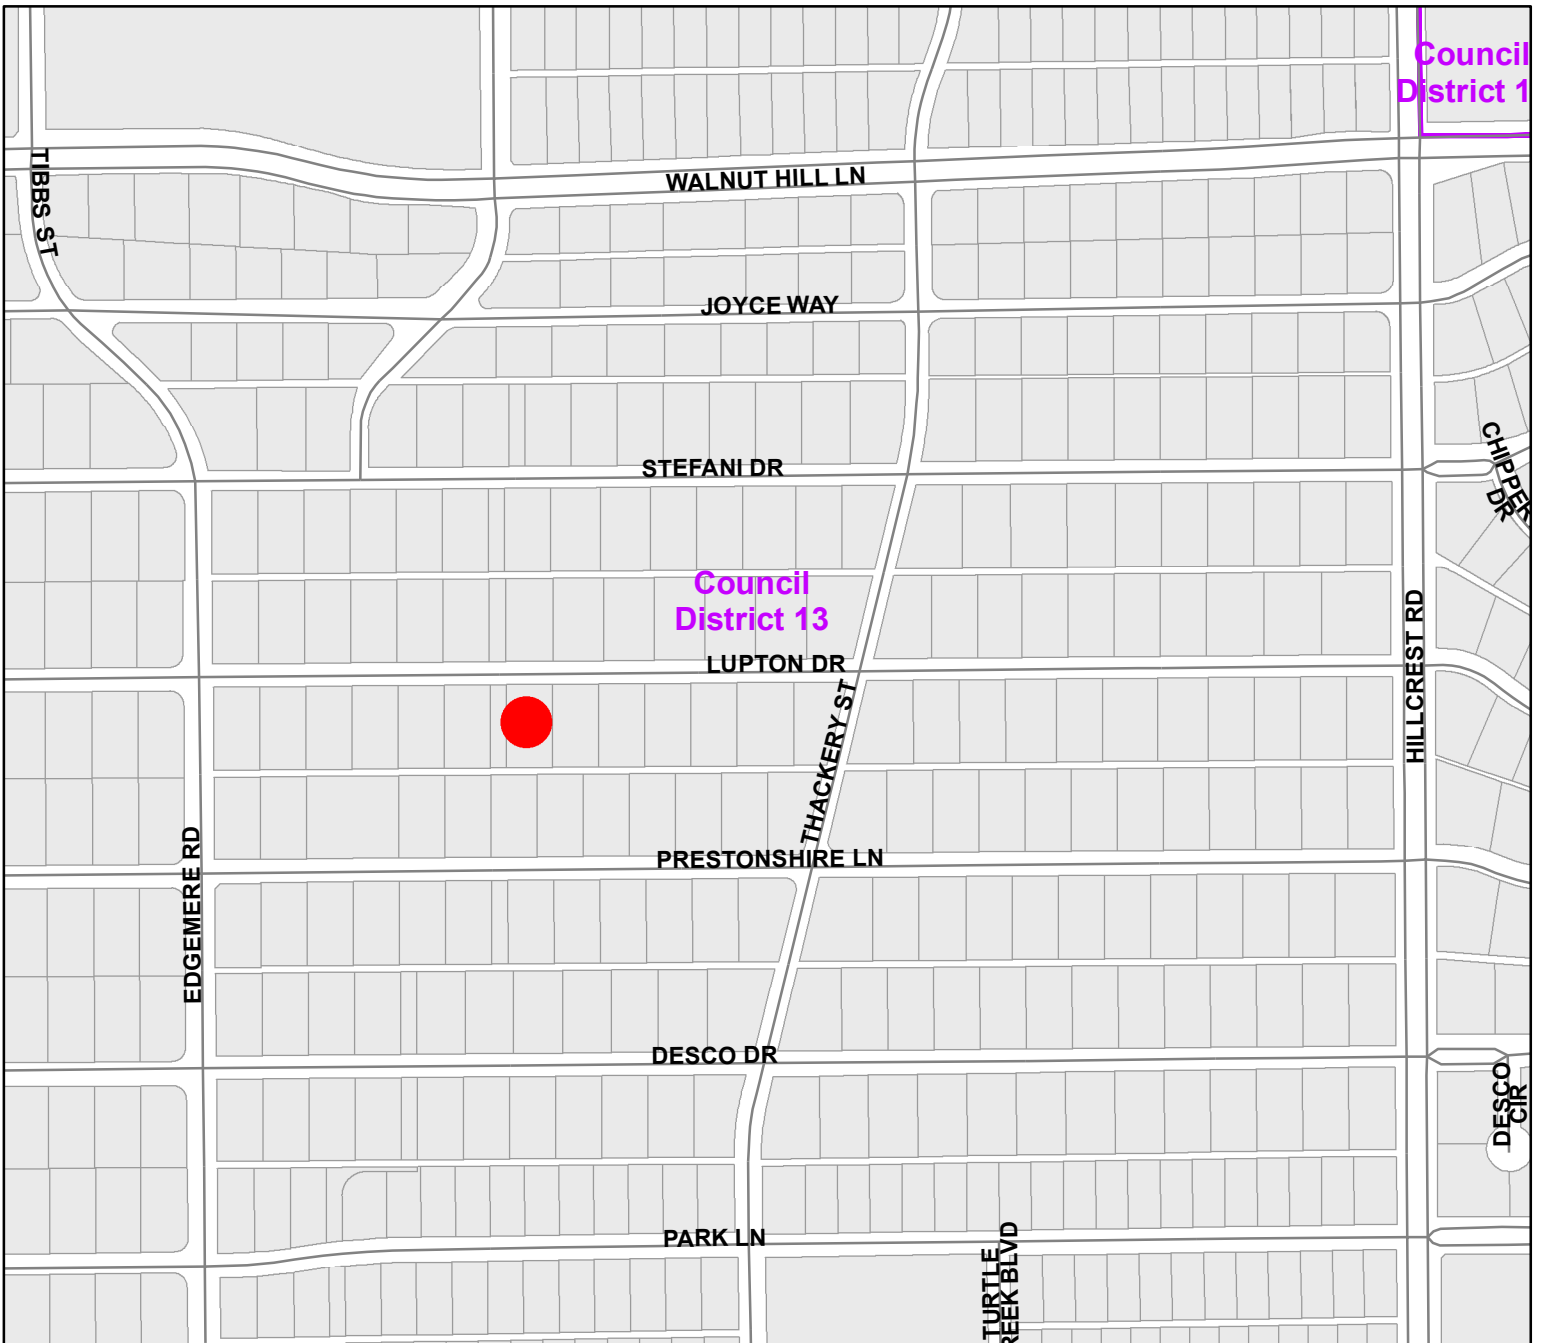 Council
District 1
TIBBS ST
WALNUT HILL LN
JOYCE WAY
CHIPPER
DR
STEFANI DR
Council
District 13
LUPTON DR
HILLCREST RD
THACKERY ST
EDGEMERE RD
PRESTONSHIRE LN
DESCO DR
DESCO
CIR
PARK LN
TURTLE
REEK BLVD